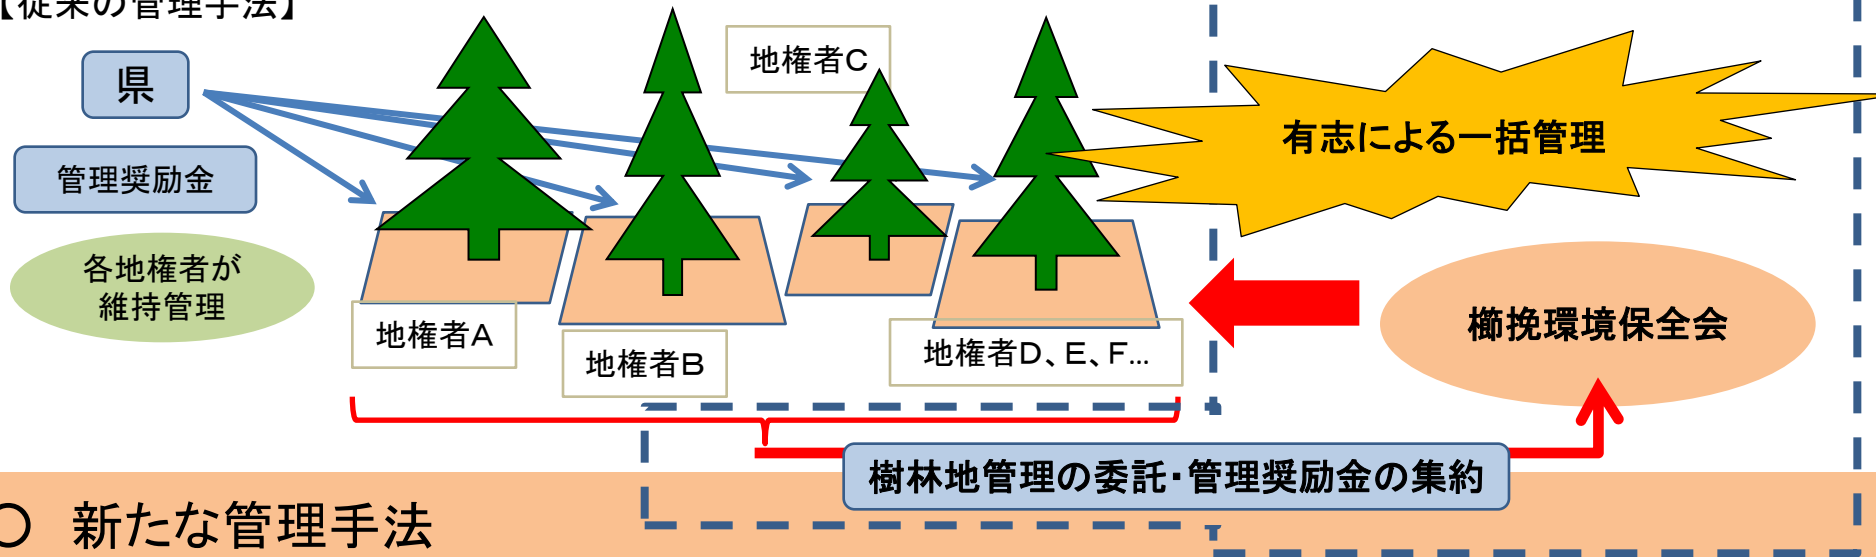 【従来の管理手法】
県
管理奨励金
各地権者が
維持管理
地権者A
地権者B
地権者C
地権者D、E、F…
有志による一括管理
櫛挽環境保全会
樹林地管理の委託・管理奨励金の集約
○ 新たな管理手法